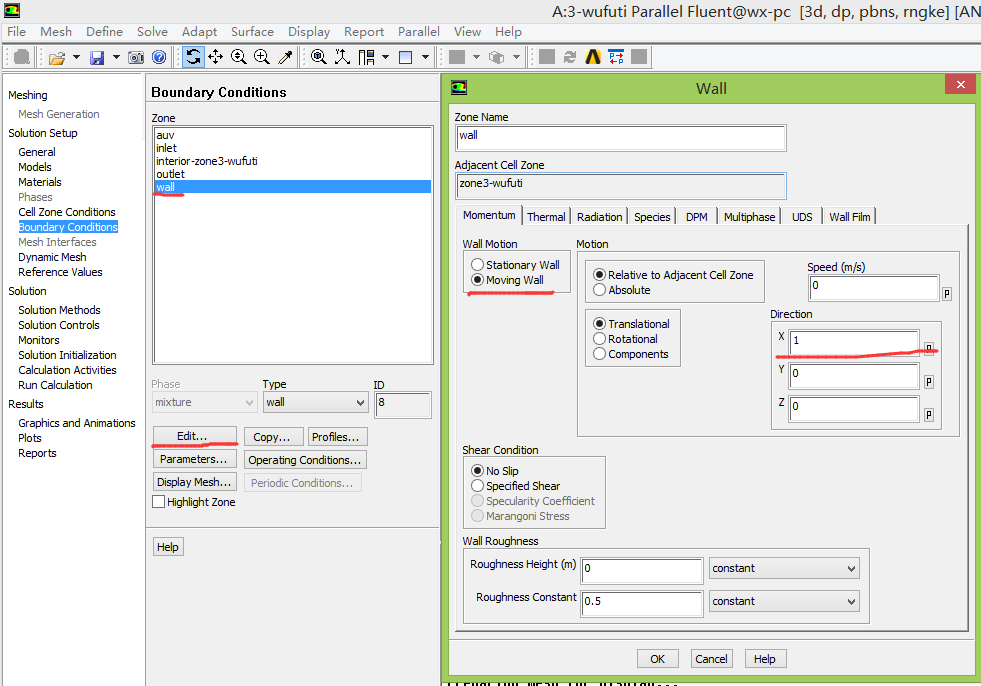 A:3-wufuti Parallel Fluent@wx-pc [3d, dp, pbns, rngke] [AN
File Mesh Define Solve Adapt Surface Display Report Parallel View Help
Meshing
Mesh Generation
Solution Setup
General
Models
Materials
Phases
Cell Zone Conditions
Boundary Conditions
Mesh Interfaces
Dynamic Mesh
Reference Values
Solution
Solution Methods
Solution Controls
Monitors
Solution Initialization
Calculation Activities
Run Calculation
Results
Graphics and Animations
Plots
Reports
Boundary Conditions
Zone
auv
inlet
interior-zone3-wufuti
outlet
wall
Phase Type ID
mixture wall 8
Edit... Copy... Profiles...
Parameters... Operating Conditions...
Display Mesh... Periodic Conditions...
Highlight Zone
Help
Wall
Zone Name
wall
Adjacent Cell Zone
zone3-wufuti
Momentum Thermal Radiation Species DPM Multiphase UDS Wall Film
Wall Motion
Stationary Wall
Moving Wall
Motion
Relative to Adjacent Cell Zone
Absolute
Translational
Rotational
Components
Speed (m/s)
0 P
Direction
X 1 P
Y 0 P
Z 0 P
Shear Condition
No Slip
Specified Shear
Specularity Coefficient
Marangoni Stress
Wall Roughness
Roughness Height (m) 0 constant
Roughness Constant 0.5 constant
OK Cancel Help